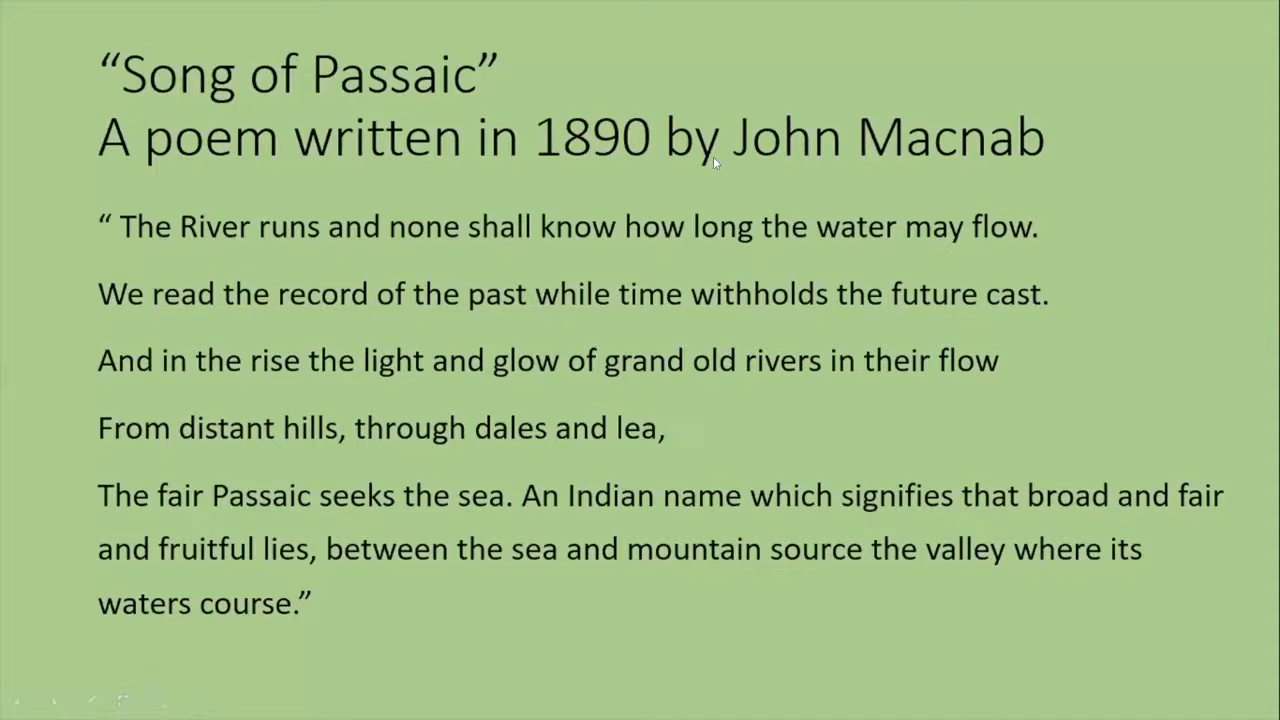 “Song of Passaic”
A poem written in 1890 by John Macnab
“ The River runs and none shall know how long the water may flow.
We read the record of the past while time withholds the future cast.
And in the rise the light and glow of grand old rivers in their flow
From distant hills, through dales and lea,
The fair Passaic seeks the sea. An Indian name which signifies that broad and fair
and fruitful lies, between the sea and mountain source the valley where its
waters course.”